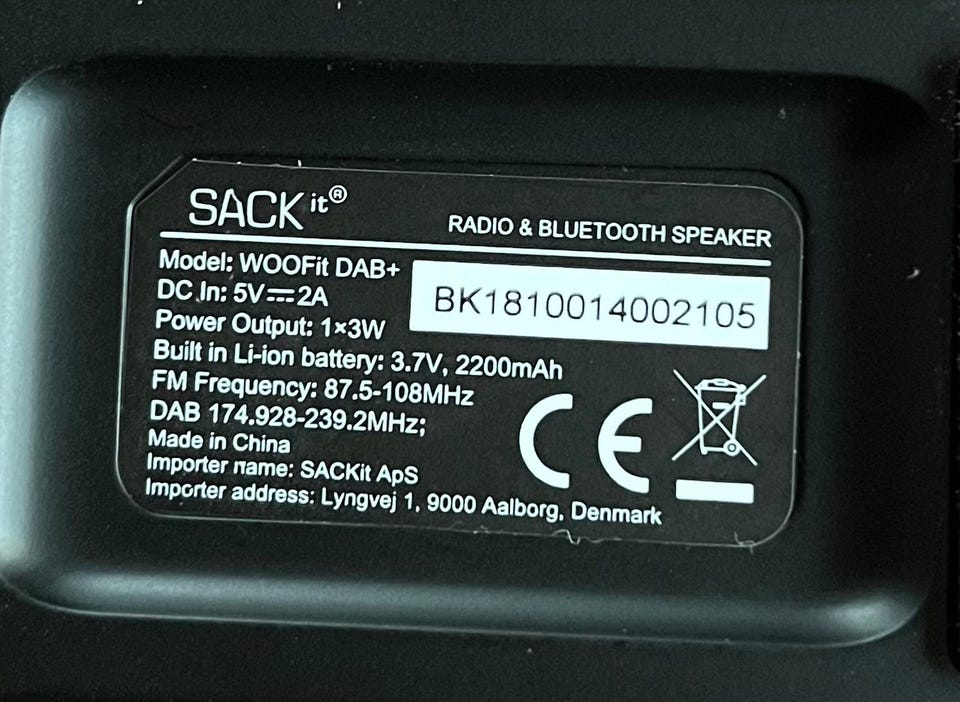 SACKit®
RADIO & BLUETOOTH SPEAKER
Model: WOOFit DAB+
BK1810014002105
DC In: 5V⎓2A
Power Output: 1×3W
Built in Li-ion battery: 3.7V, 2200mAh
FM Frequency: 87.5-108MHz
DAB 174.928-239.2MHz;
Made in China
Importer name: SACKit ApS
Importer address: Lyngvej 1, 9000 Aalborg, Denmark
CE